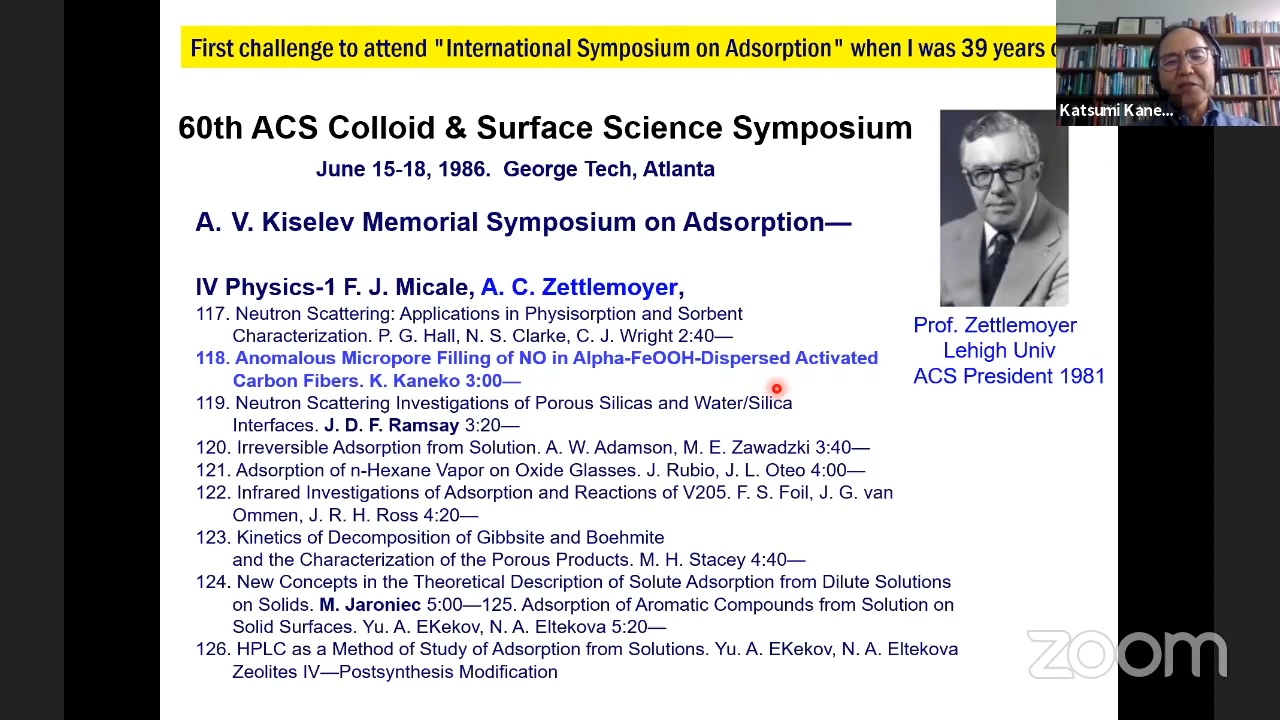 First challenge to attend "International Symposium on Adsorption" when I was 39 years
Katsumi Kane...
60th ACS Colloid & Surface Science Symposium
June 15-18, 1986. George Tech, Atlanta
A. V. Kiselev Memorial Symposium on Adsorption—
IV Physics-1 F. J. Micale, A. C. Zettlemoyer,
117. Neutron Scattering: Applications in Physisorption and Sorbent
Characterization. P. G. Hall, N. S. Clarke, C. J. Wright 2:40—
118. Anomalous Micropore Filling of NO in Alpha-FeOOH-Dispersed Activated
Carbon Fibers. K. Kaneko 3:00—
119. Neutron Scattering Investigations of Porous Silicas and Water/Silica
Interfaces. J. D. F. Ramsay 3:20—
120. Irreversible Adsorption from Solution. A. W. Adamson, M. E. Zawadzki 3:40—
121. Adsorption of n-Hexane Vapor on Oxide Glasses. J. Rubio, J. L. Oteo 4:00—
122. Infrared Investigations of Adsorption and Reactions of V205. F. S. Foil, J. G. van
Ommen, J. R. H. Ross 4:20—
123. Kinetics of Decomposition of Gibbsite and Boehmite
and the Characterization of the Porous Products. M. H. Stacey 4:40—
124. New Concepts in the Theoretical Description of Solute Adsorption from Dilute Solutions
on Solids. M. Jaroniec 5:00—125. Adsorption of Aromatic Compounds from Solution on
Solid Surfaces. Yu. A. EKekov, N. A. Eltekova 5:20—
126. HPLC as a Method of Study of Adsorption from Solutions. Yu. A. EKekov, N. A. Eltekova
Zeolites IV—Postsynthesis Modification
Prof. Zettlemoyer
Lehigh Univ
ACS President 1981
zoom